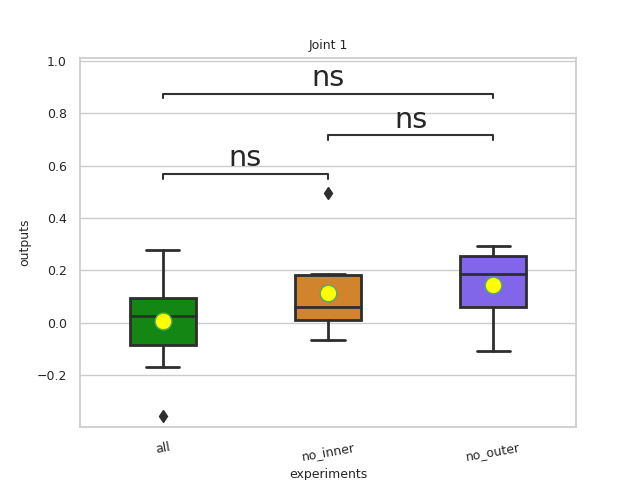 Joint 1
1.0
ns
0.8
ns
0.6
ns
0.4
0.2
0.0
−0.2
outputs
all
no_inner
no_outer
experiments